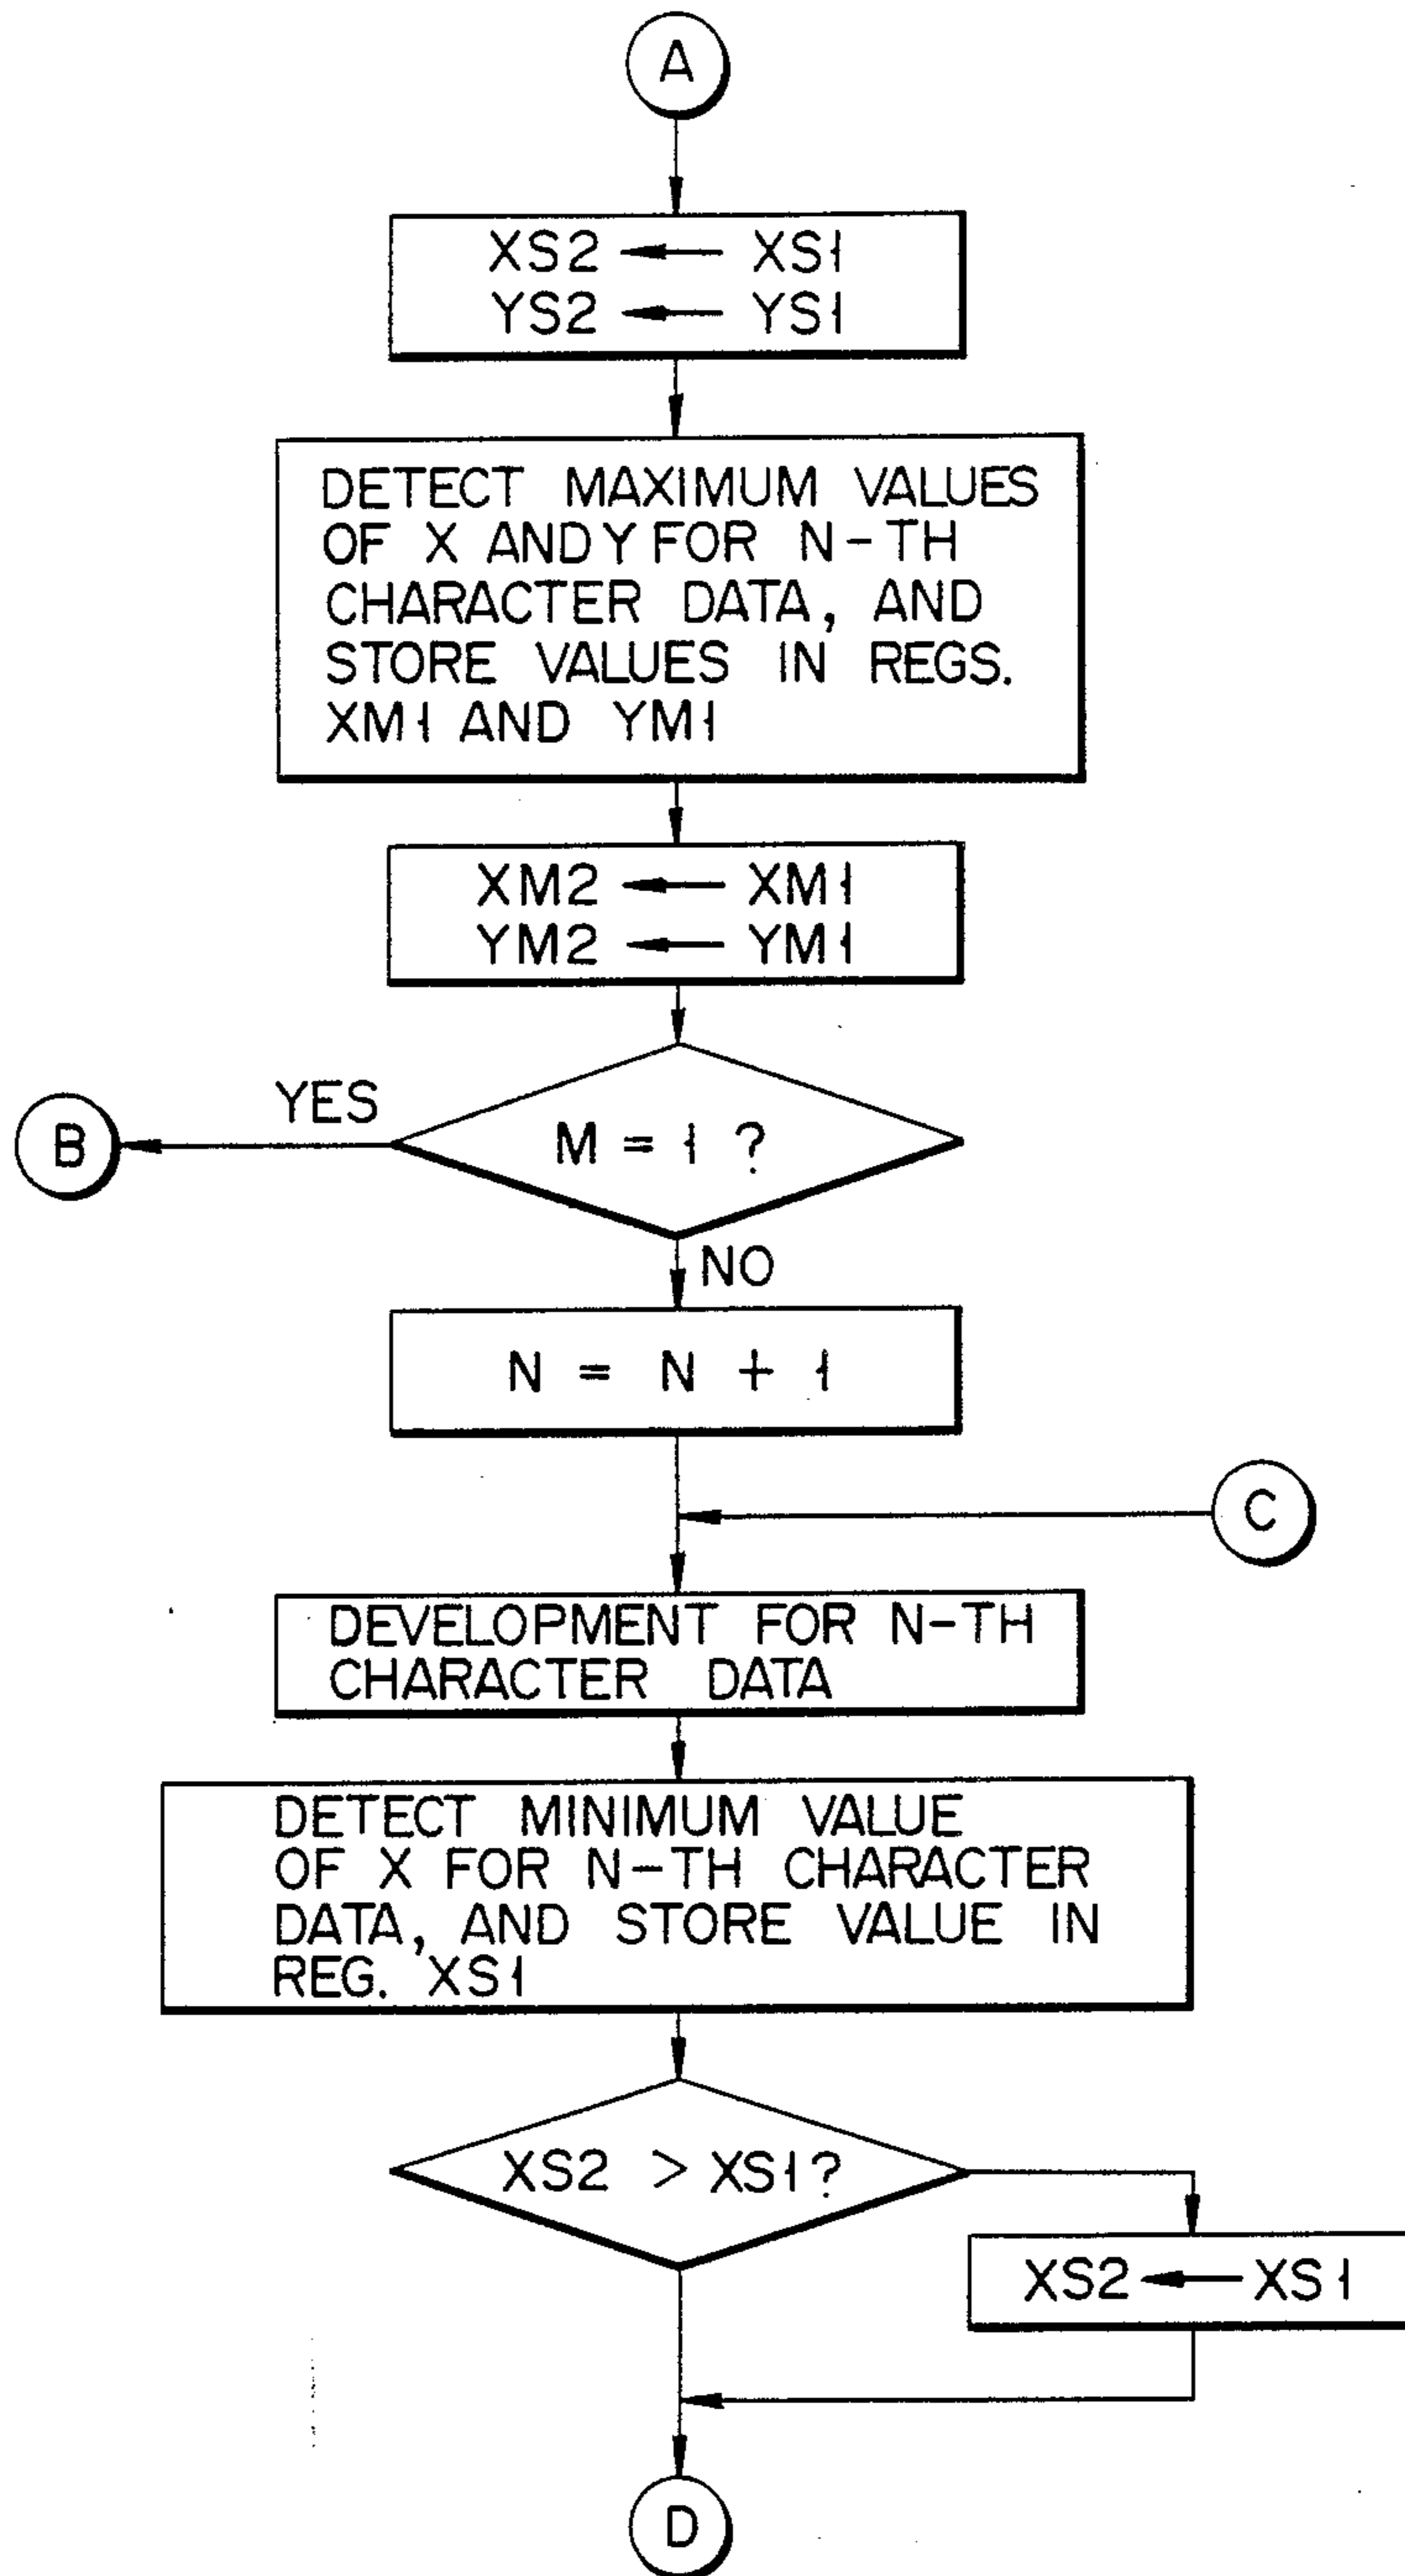 A
XS2 ← XS1
YS2 ← YS1
DETECT MAXIMUM VALUES
OF X AND Y FOR N-TH
CHARACTER DATA, AND
STORE VALUES IN REGS.
XM1 AND YM1
XM2 ← XM1
YM2 ← YM1
YES
B
M = 1 ?
NO
N = N + 1
C
DEVELOPMENT FOR N-TH
CHARACTER DATA
DETECT MINIMUM VALUE
OF X FOR N-TH CHARACTER
DATA, AND STORE VALUE IN
REG. XS1
XS2 > XS1?
XS2 ← XS1
D